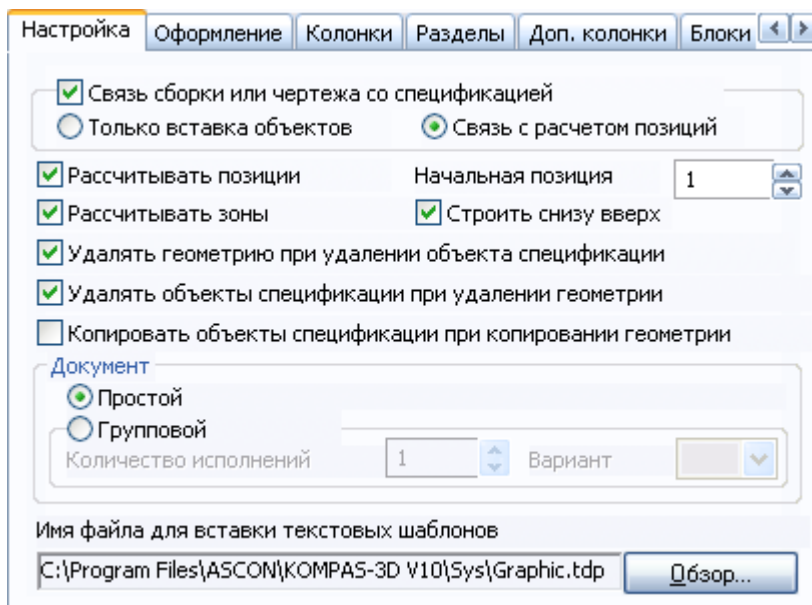 Настройка Оформление Колонки Разделы Доп. колонки Блоки
Связь сборки или чертежа со спецификацией
Только вставка объектов Связь с расчетом позиций
Рассчитывать позиции Начальная позиция 1
Рассчитывать зоны Строить снизу вверх
Удалять геометрию при удалении объекта спецификации
Удалять объекты спецификации при удалении геометрии
Копировать объекты спецификации при копировании геометрии
Документ
Простой
Групповой
Количество исполнений 1 Вариант
Имя файла для вставки текстовых шаблонов
C:\Program Files\ASCON\KOMPAS-3D V10\Sys\Graphic.tdp Обзор...